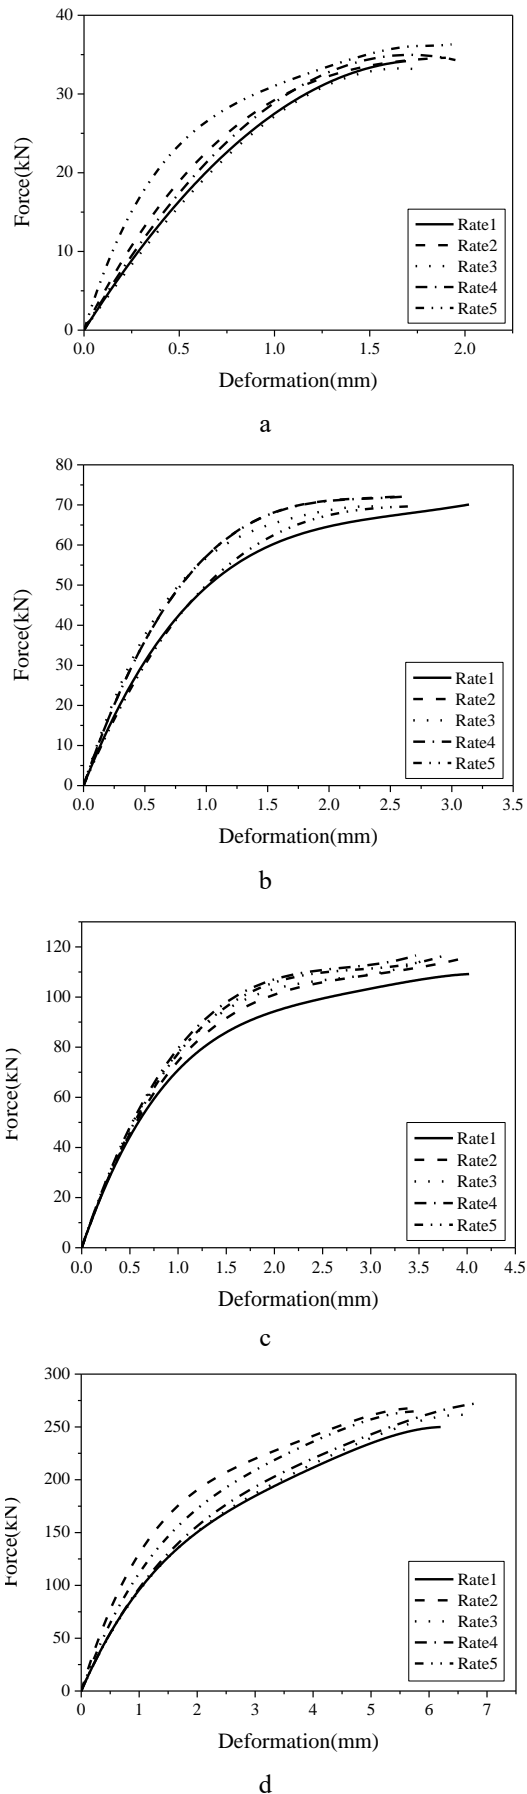 40
30
20
10
0
0.0 0.5 1.0 1.5 2.0
Force(kN)
Deformation(mm)
Rate1
Rate2
Rate3
Rate4
Rate5
a
80
70
60
50
40
30
20
10
0
0.0 0.5 1.0 1.5 2.0 2.5 3.0 3.5
Force(kN)
Deformation(mm)
Rate1
Rate2
Rate3
Rate4
Rate5
b
120
100
80
60
40
20
0
0.0 0.5 1.0 1.5 2.0 2.5 3.0 3.5 4.0 4.5
Force(kN)
Deformation(mm)
Rate1
Rate2
Rate3
Rate4
Rate5
c
300
250
200
150
100
50
0
0 1 2 3 4 5 6 7
Force(kN)
Deformation(mm)
Rate1
Rate2
Rate3
Rate4
Rate5
d